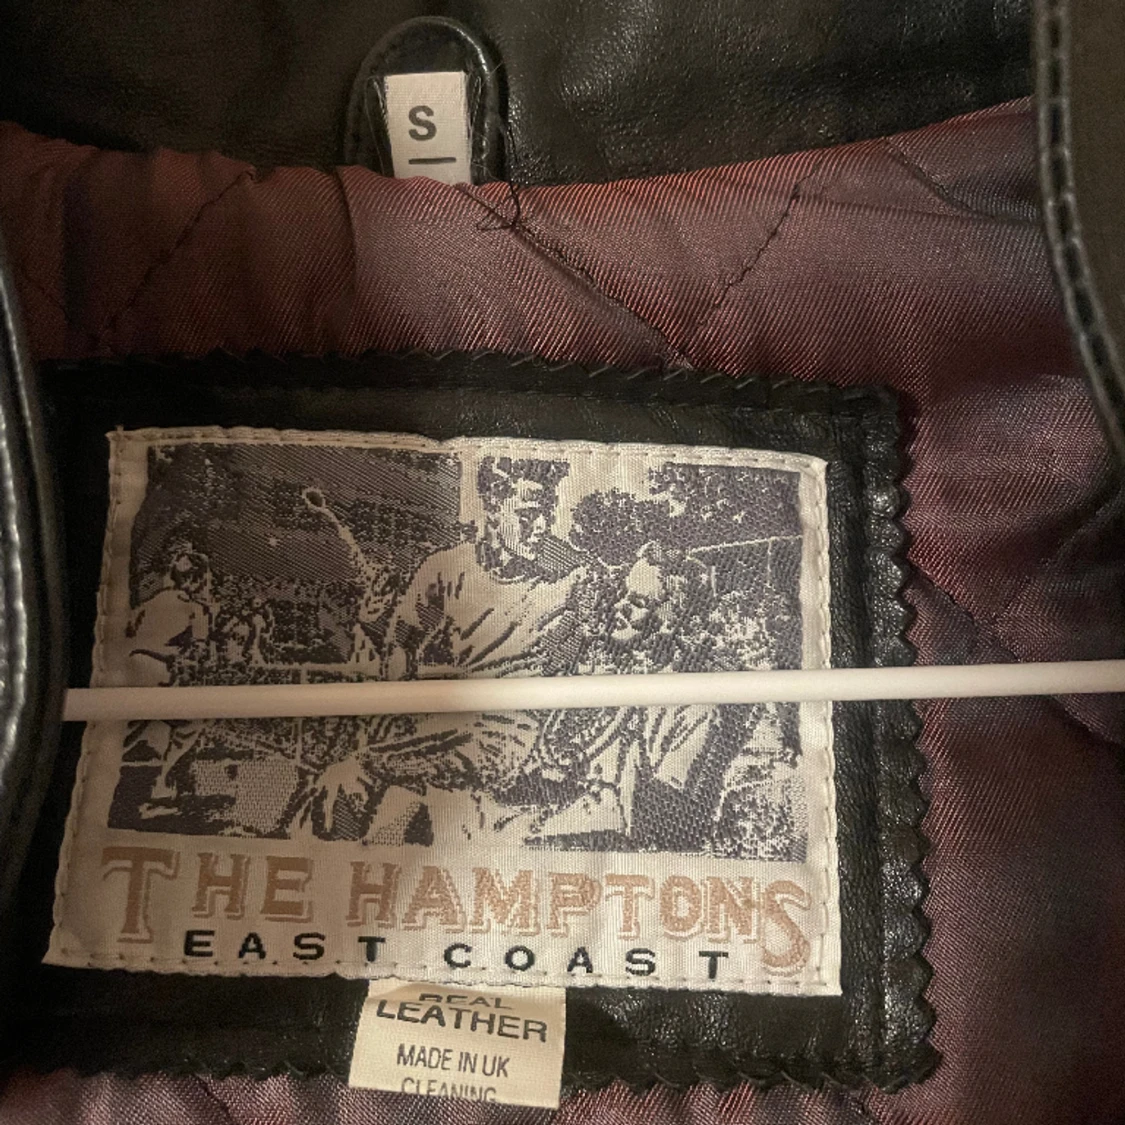 S
THE HAMPTONS
EAST COAST
REAL
LEATHER
MADE IN UK
CLEANING